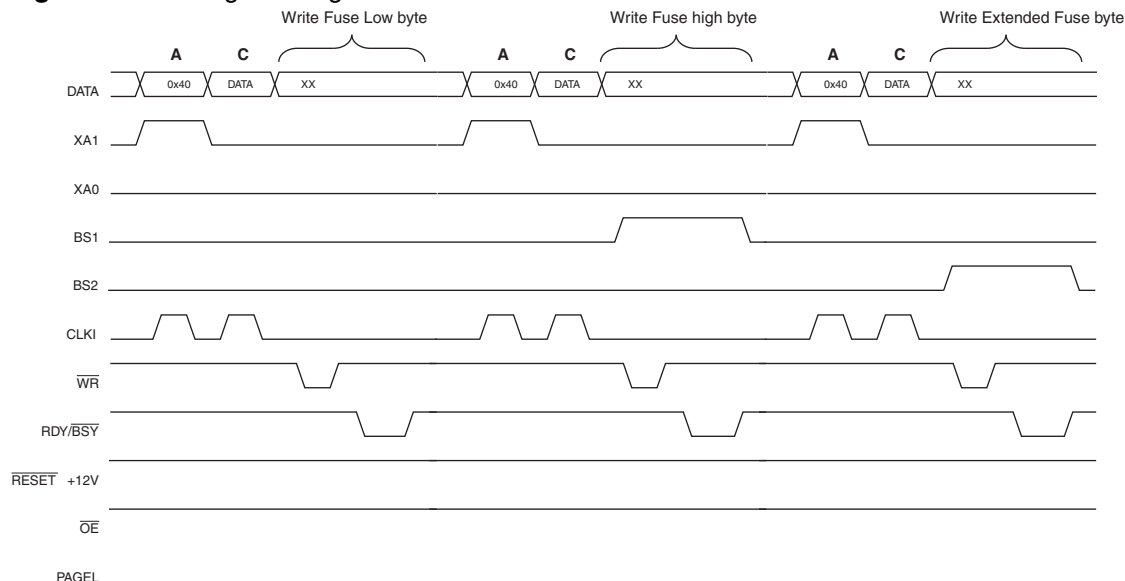 Write Fuse Low byte Write Fuse high byte Write Extended Fuse byte
A C A C A C
DATA 0x40 DATA XX 0x40 DATA XX 0x40 DATA XX
XA1
XA0
BS1
BS2
CLKI
WR
RDY/BSY
RESET +12V
OE
PAGEL